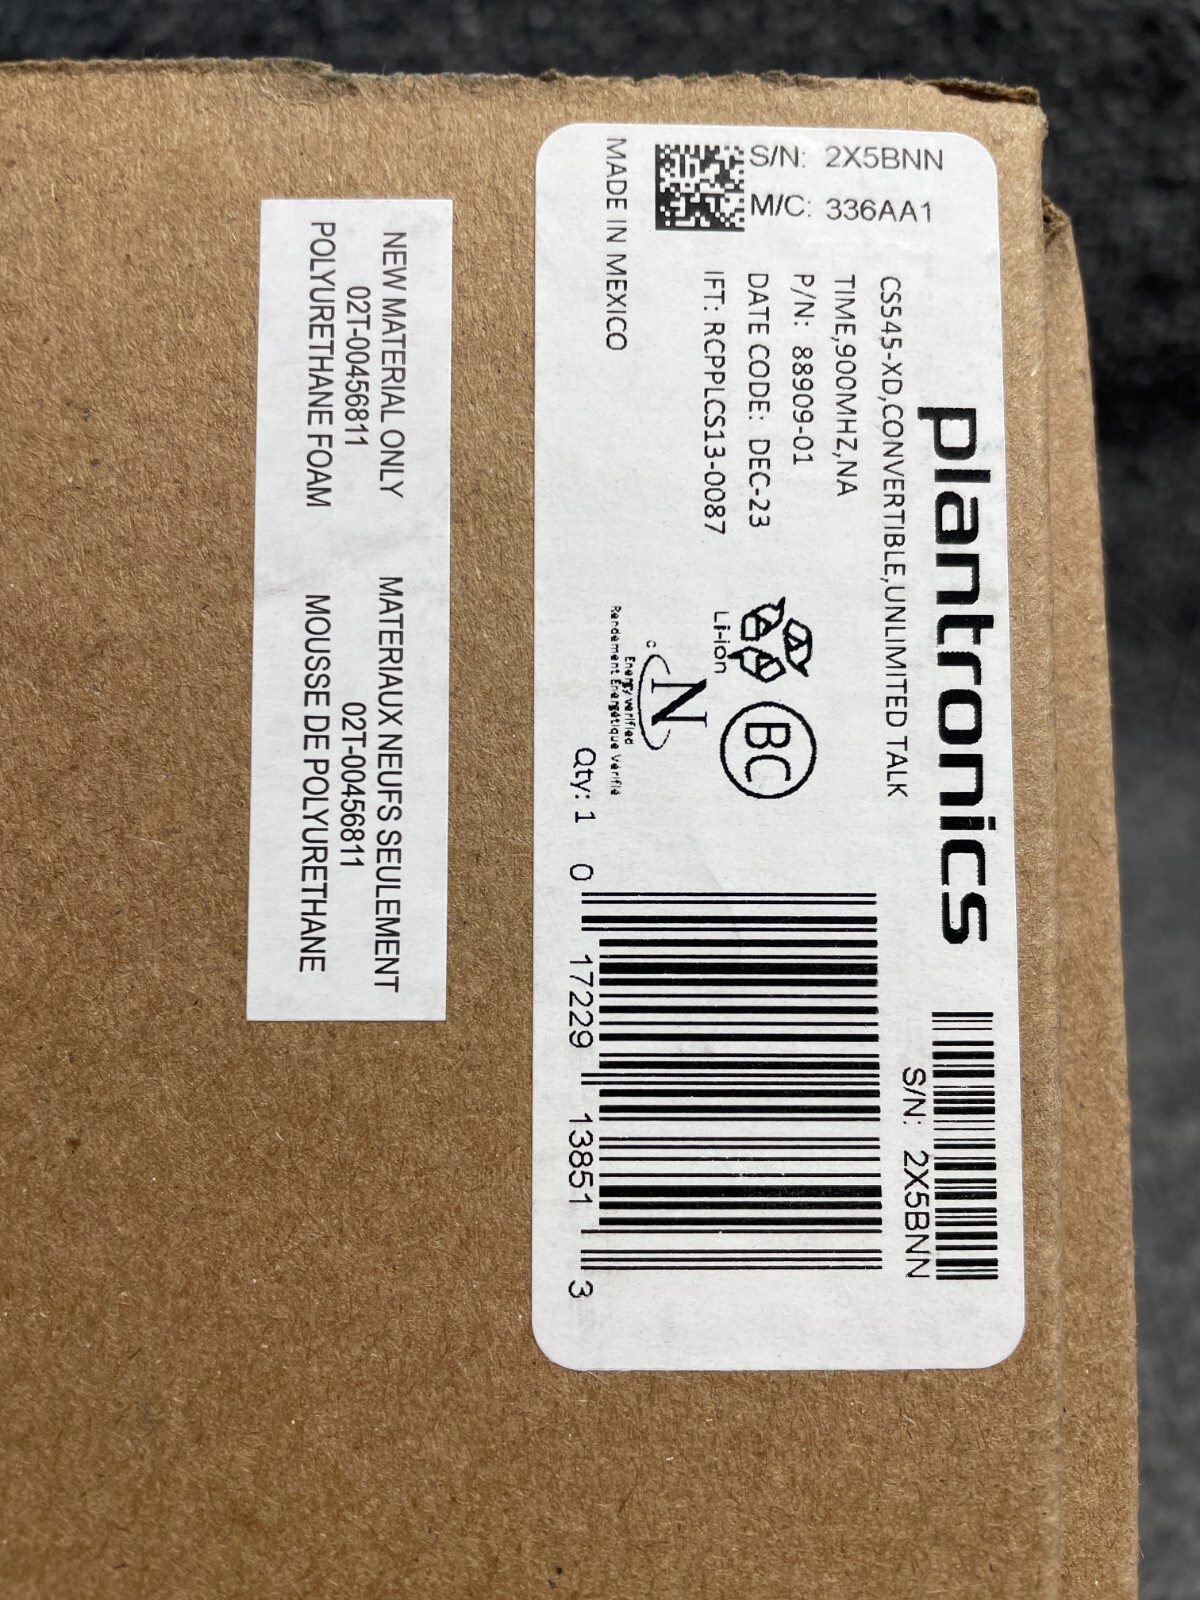 plantronics
S/N: 2X5BNN
CS545-XD,CONVERTIBLE,UNLIMITED TALK
TIME,900MHZ,NA
P/N: 88909-01
DATE CODE: DEC-23
IFT: RCPPLCS13-0087
S/N: 2X5BNN
M/C: 336AA1
MADE IN MEXICO
Li-ion
BC
C N
Energy verified
Rendement Énergétique Vérifié
Qty: 1
0 17229 13851 3
NEW MATERIAL ONLY
02T-00456811
POLYURETHANE FOAM
MATERIAUX NEUFS SEULEMENT
02T-00456811
MOUSSE DE POLYURETHANE